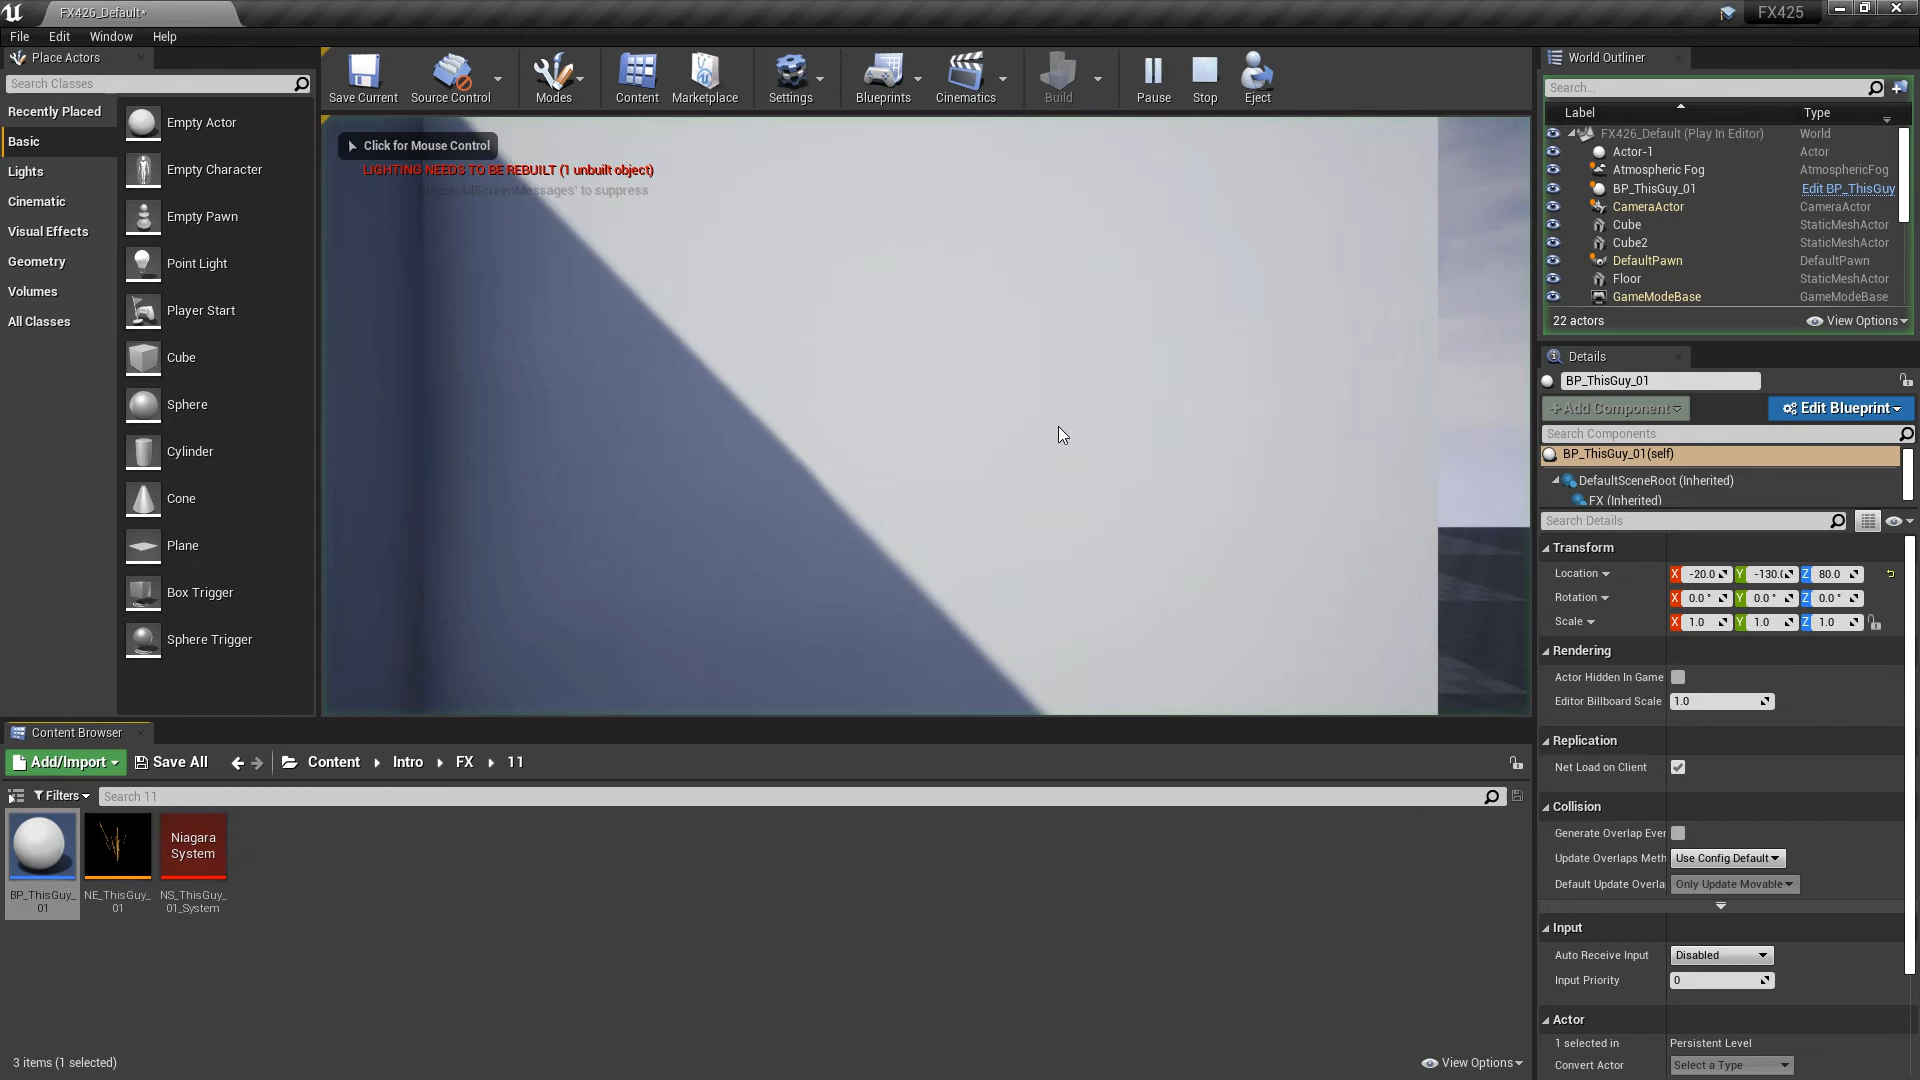 FX426_Default*
FX425
File Edit Window Help
Place Actors
Search Classes
Recently Placed
Basic
Lights
Cinematic
Visual Effects
Geometry
Volumes
All Classes
Empty Actor
Empty Character
Empty Pawn
Point Light
Player Start
Cube
Sphere
Cylinder
Cone
Plane
Box Trigger
Sphere Trigger
Save Current
Source Control
Modes
Content
Marketplace
Settings
Blueprints
Cinematics
Build
Pause
Stop
Eject
Click for Mouse Control
LIGHTING NEEDS TO BE REBUILT (1 unbuilt object)
ableAllScreenMessages' to suppress
World Outliner
Search...
Label Type
FX426_Default (Play In Editor) World
Actor-1 Actor
Atmospheric Fog AtmosphericFog
BP_ThisGuy_01 Edit BP_ThisGuy
CameraActor CameraActor
Cube StaticMeshActor
Cube2 StaticMeshActor
DefaultPawn DefaultPawn
Floor StaticMeshActor
GameModeBase GameModeBase
22 actors View Options
Details
BP_ThisGuy_01
+Add Component Edit Blueprint
Search Components
BP_ThisGuy_01(self)
DefaultSceneRoot (Inherited)
FX (Inherited)
Search Details
Transform
Location X -20.0 Y -130.( Z 80.0
Rotation X 0.0 ° Y 0.0 ° Z 0.0 °
Scale X 1.0 Y 1.0 Z 1.0
Rendering
Actor Hidden In Game
Editor Billboard Scale 1.0
Replication
Net Load on Client
Collision
Generate Overlap Ever
Update Overlaps Meth Use Config Default
Default Update Overla Only Update Movable
Input
Auto Receive Input Disabled
Input Priority 0
Actor
1 selected in Persistent Level
Convert Actor Select a Type
Content Browser
Add/Import Save All Content Intro FX 11
Filters Search 11
Niagara
System
BP_ThisGuy_
01
NE_ThisGuy_
01
NS_ThisGuy_
01_System
3 items (1 selected) View Options